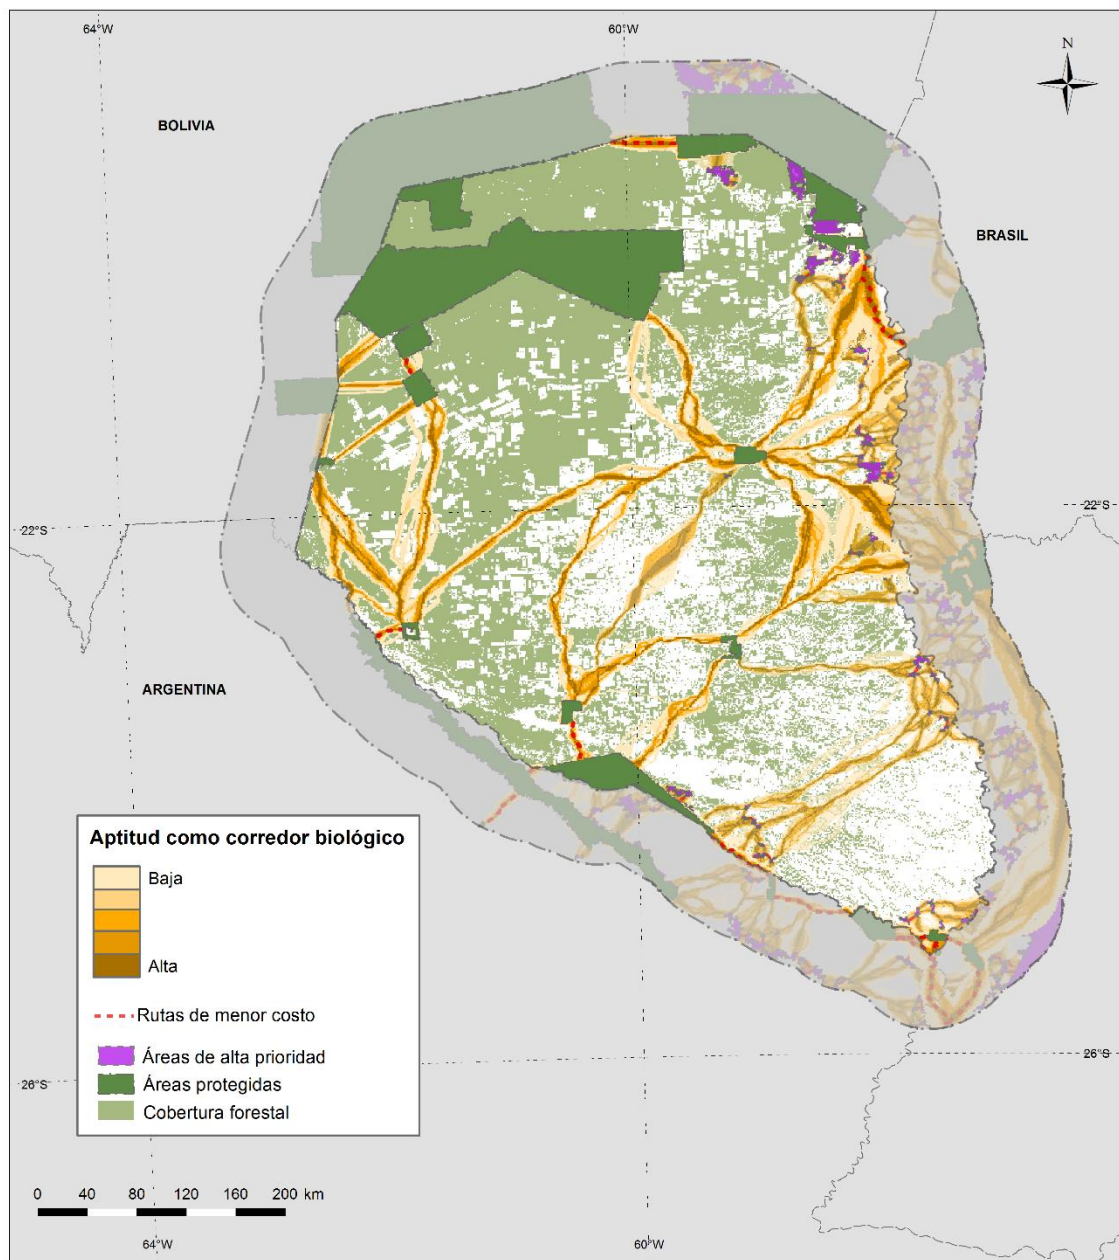 64°W
60°W
N
BOLIVIA
BRASIL
22°S
22°S
ARGENTINA
Aptitud como corredor biológico
Baja
Alta
Rutas de menor costo
Áreas de alta prioridad
Áreas protegidas
Cobertura forestal
26°S
26°S
0 40 80 120 160 200 km
64°W
60°W